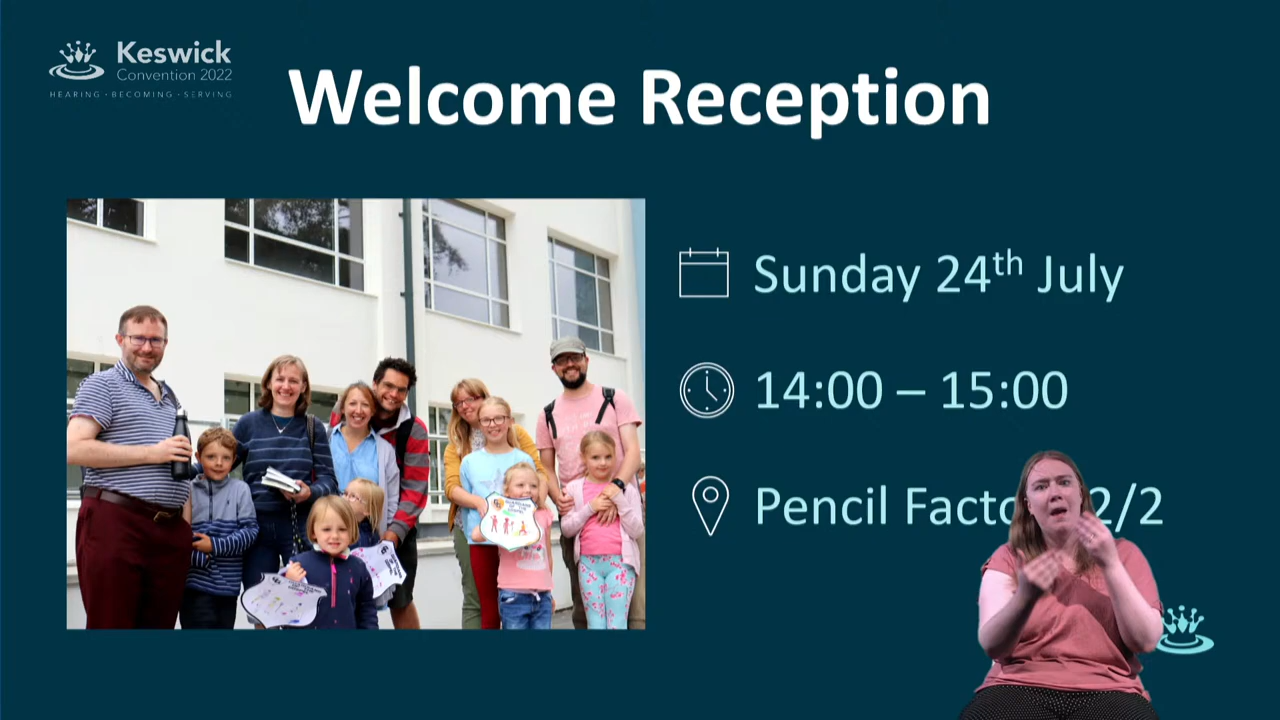 Keswick
Convention 2022
HEARING · BECOMING · SERVING
Welcome Reception
Sunday 24th July
14:00 – 15:00
Pencil 2/2